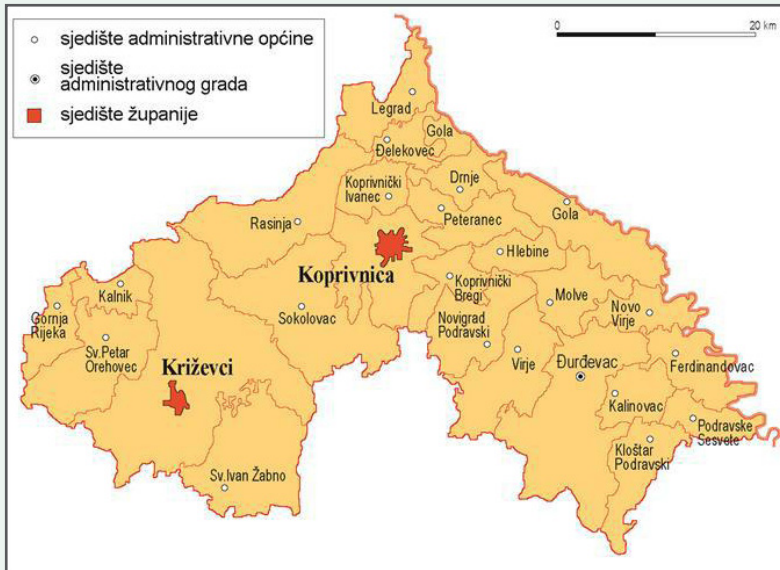 sjedište administrativne općine
sjedište
administrativnog grada
sjedište županije
0
20 km
Legrad
Gola
Đelekovec
Drnje
Koprivnički
Ivanec
Gola
Peteranec
Rasinja
Hlebine
Koprivnica
Koprivnički
Bregi
Kalnik
Molve
Novo
Virje
Gornja
Rijeka
Sokolovac
Novigrad
Podravski
Sv.Petar
Orehovec
Križevci
Virje
Đurđevac
Ferdinandovac
Kalinovac
Podravske
Sesvele
Kloštar
Podravski
Sv.Ivan Žabno